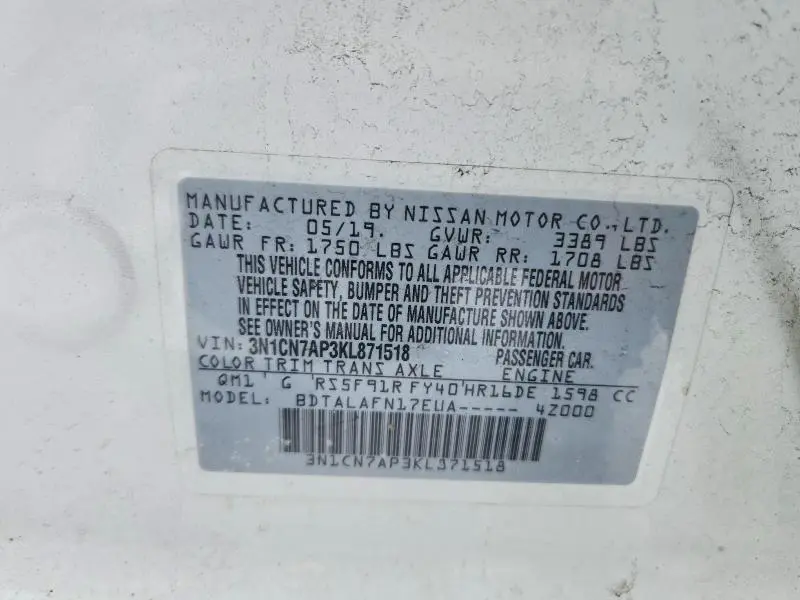 MANUFACTURED BY NISSAN MOTOR CO., LTD.
DATE: 05/19. GVWR: 3389 LBS
GAWR FR: 1750 LBS GAWR RR: 1708 LBS
THIS VEHICLE CONFORMS TO ALL APPLICABLE FEDERAL MOTOR
VEHICLE SAFETY, BUMPER AND THEFT PREVENTION STANDARDS
IN EFFECT ON THE DATE OF MANUFACTURE SHOWN ABOVE.
SEE OWNER'S MANUAL FOR ADDITIONAL INFORMATION.
VIN: 3N1CN7AP3KL871518 PASSENGER CAR.
COLOR TRIM TRANS AXLE ENGINE
QM1 ' G 'RS5F91R FY40'HR16DE 1598 CC
MODEL: BDTALAFN17EUA----- 4Z000
3N1CN7AP3KL871518